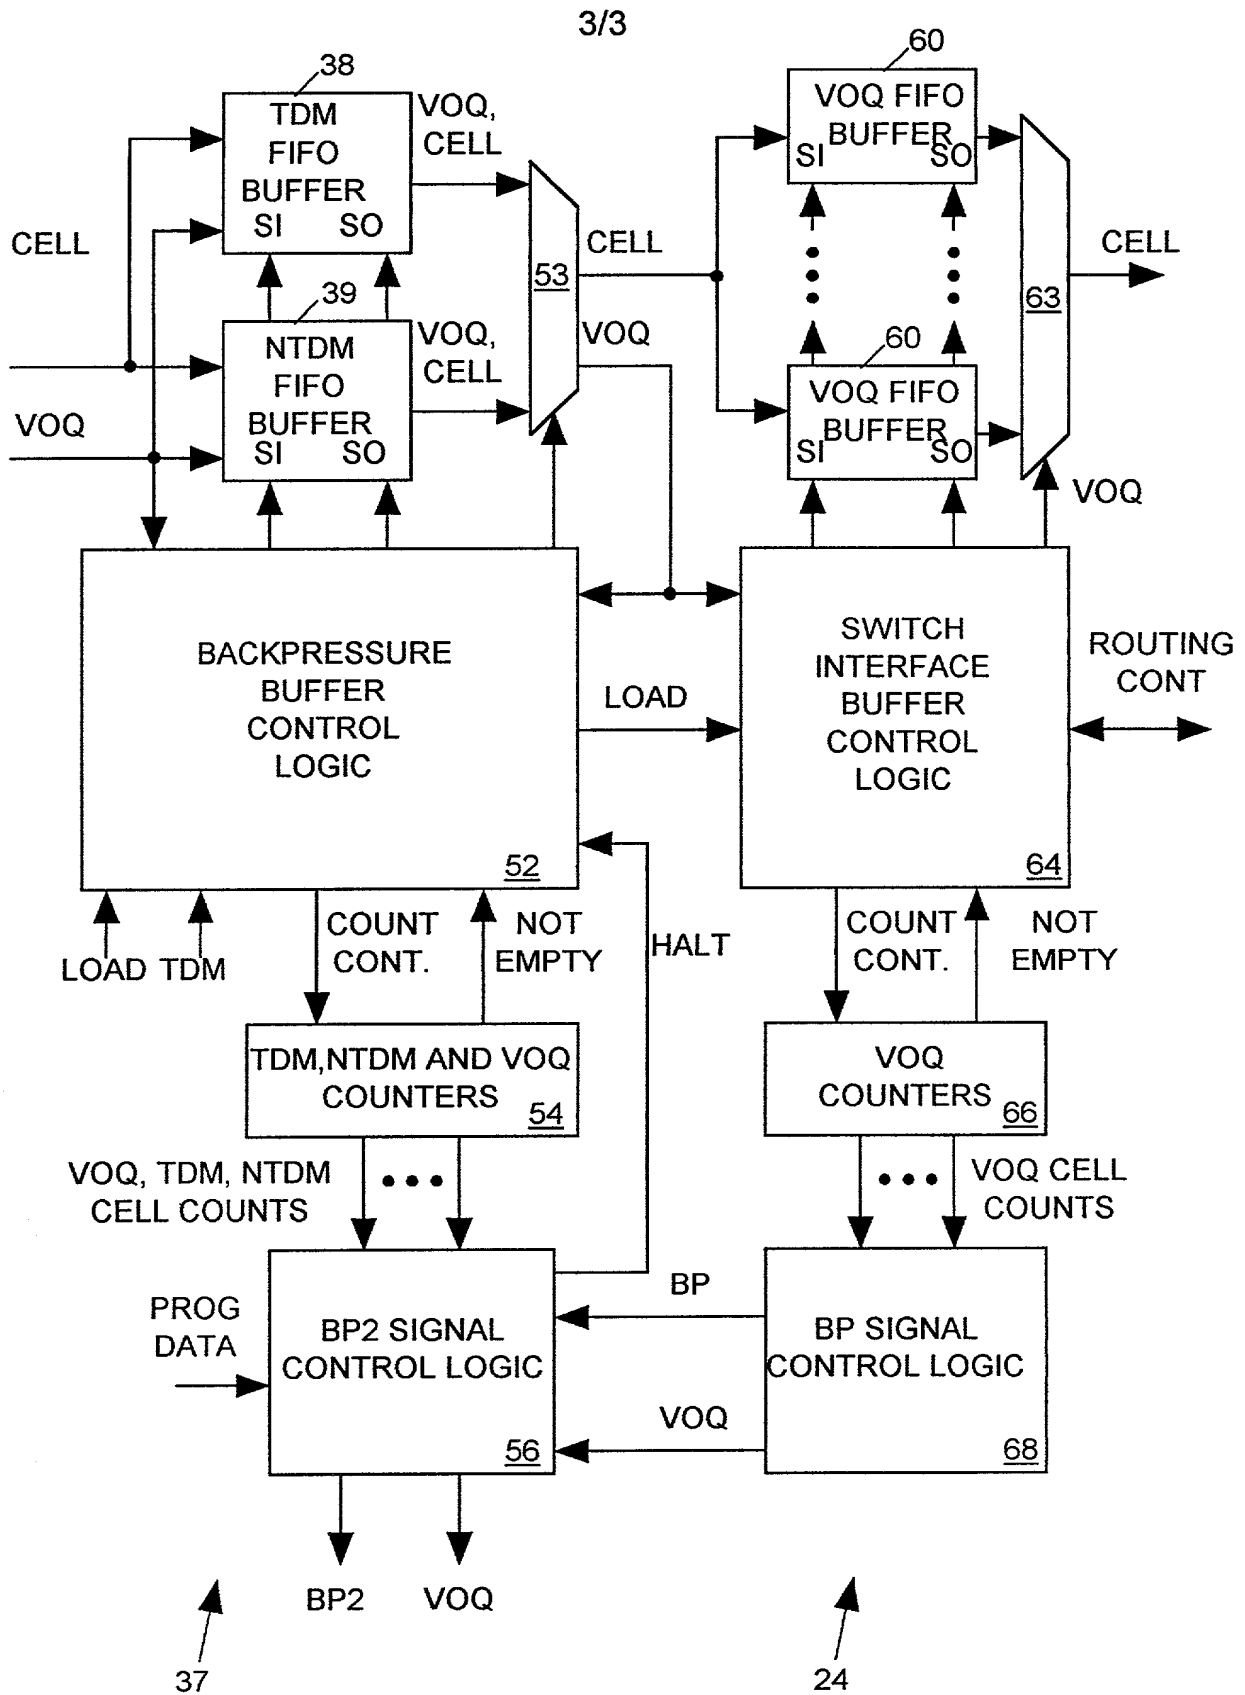 3/3
38
TDM
FIFO
BUFFER
SI SO
VOQ,
CELL
60
VOQ FIFO
BUFFER
SI SO
CELL
39
NTDM
FIFO
BUFFER
SI SO
VOQ,
CELL
53
CELL
VOQ
60
VOQ FIFO
BUFFER
SI SO
63
CELL
VOQ
VOQ
BACKPRESSURE
BUFFER
CONTROL
LOGIC
52
LOAD
SWITCH
INTERFACE
BUFFER
CONTROL
LOGIC
64
ROUTING
CONT
LOAD TDM
COUNT
CONT.
NOT
EMPTY
HALT
COUNT
CONT.
NOT
EMPTY
TDM,NTDM AND VOQ
COUNTERS
54
VOQ
COUNTERS
66
VOQ, TDM, NTDM
CELL COUNTS
VOQ CELL
COUNTS
PROG
DATA
BP2 SIGNAL
CONTROL LOGIC
56
BP
VOQ
BP SIGNAL
CONTROL LOGIC
68
BP2
VOQ
37
24